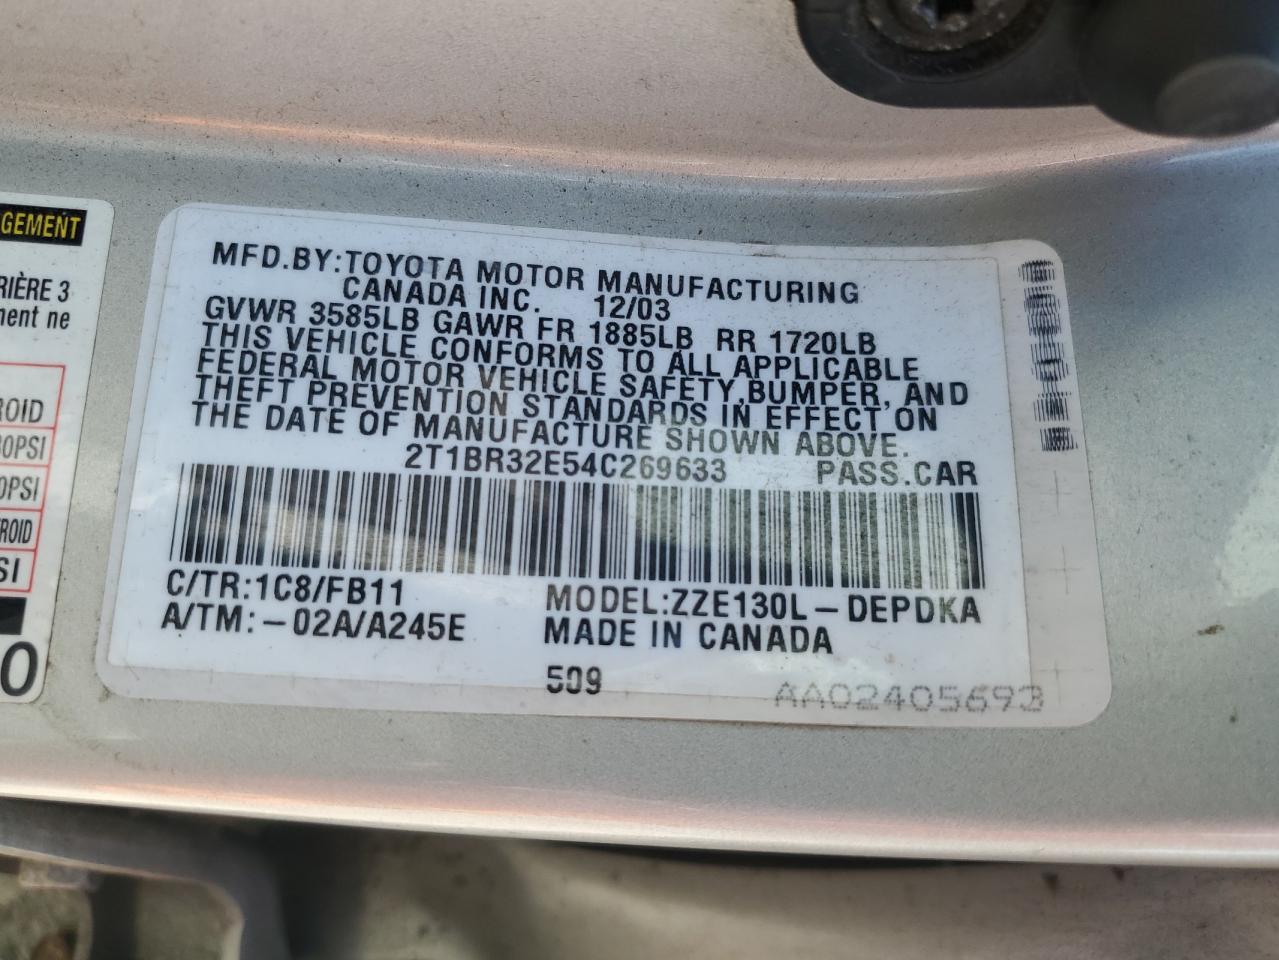 GEMENT
RIÈRE 3
ment ne
ROID
0PSI
0PSI
ROID
SI
0
MFD.BY:TOYOTA MOTOR MANUFACTURING
CANADA INC. 12/03
GVWR 3585LB GAWR FR 1885LB RR 1720LB
THIS VEHICLE CONFORMS TO ALL APPLICABLE
FEDERAL MOTOR VEHICLE SAFETY,BUMPER, AND
THEFT PREVENTION STANDARDS IN EFFECT ON
THE DATE OF MANUFACTURE SHOWN ABOVE.
2T1BR32E54C269633 PASS.CAR
C/TR:1C8/FB11 MODEL:ZZE130L-DEPDKA
A/TM:-02A/A245E MADE IN CANADA
509
AA02405693